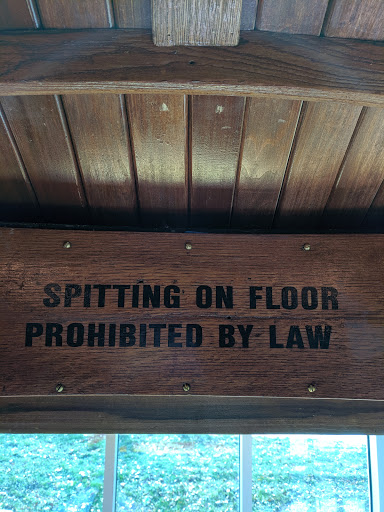 SPITTING ON FLOOR
PROHIBITED BY LAW